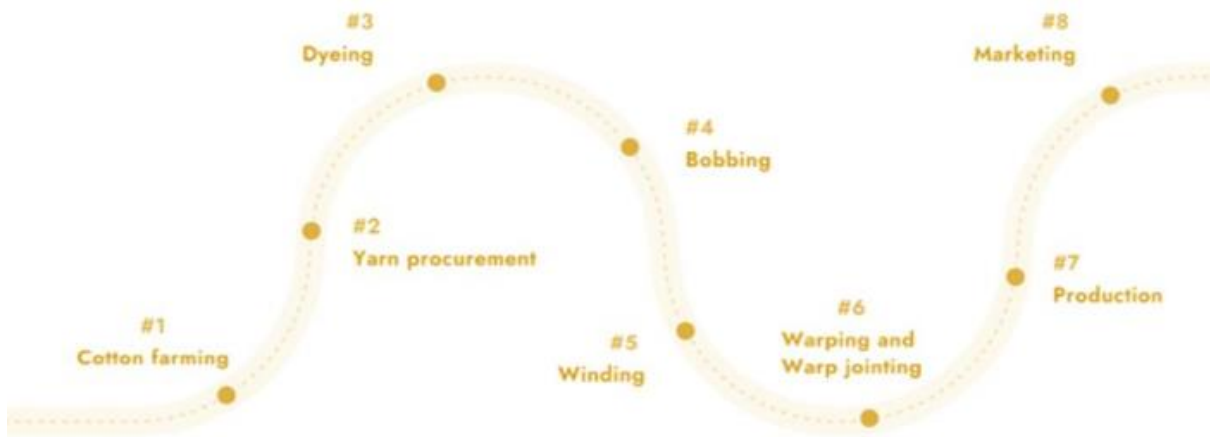 #1
Cotton farming
#2
Yarn procurement
#3
Dyeing
#4
Bobbing
#5
Winding
#6
Warping and
Warp jointing
#7
Production
#8
Marketing